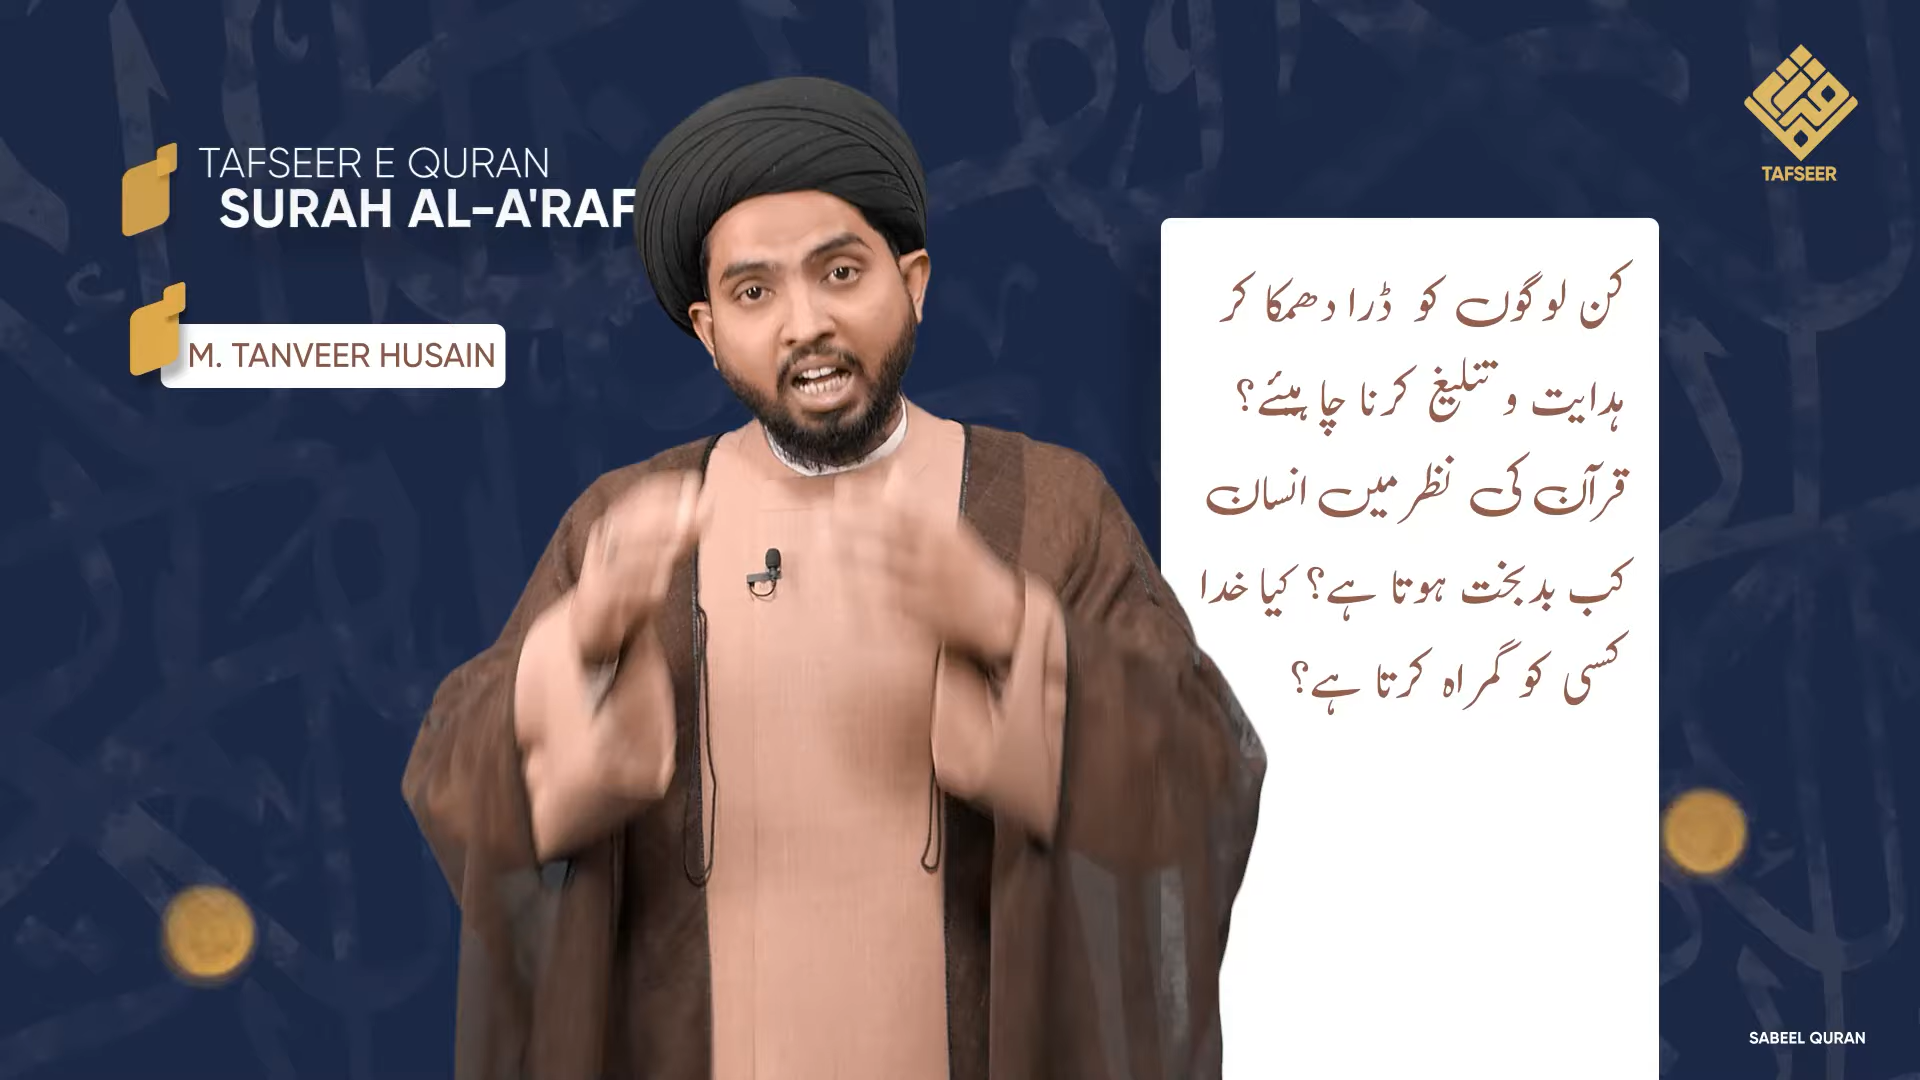 TAFSEER E QURAN
SURAH AL-A'RAF
M. TANVEER HUSAIN
TAFSEER
کن لوگوں کو ڈرا دھمکا کر
ہدایت و تبلیغ کرنا چاہیئے؟
قرآن کی نظر میں انسان
کب بدبخت ہوتا ہے؟ کیا خدا
کسی کو گمراہ کرتا ہے؟
SABEEL QURAN